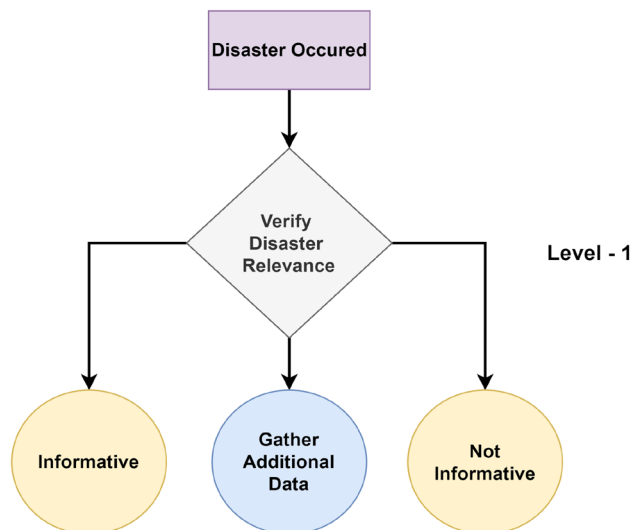 Disaster Occured
Verify
Disaster
Relevance
Level - 1
Informative
Gather
Additional
Data
Not
Informative